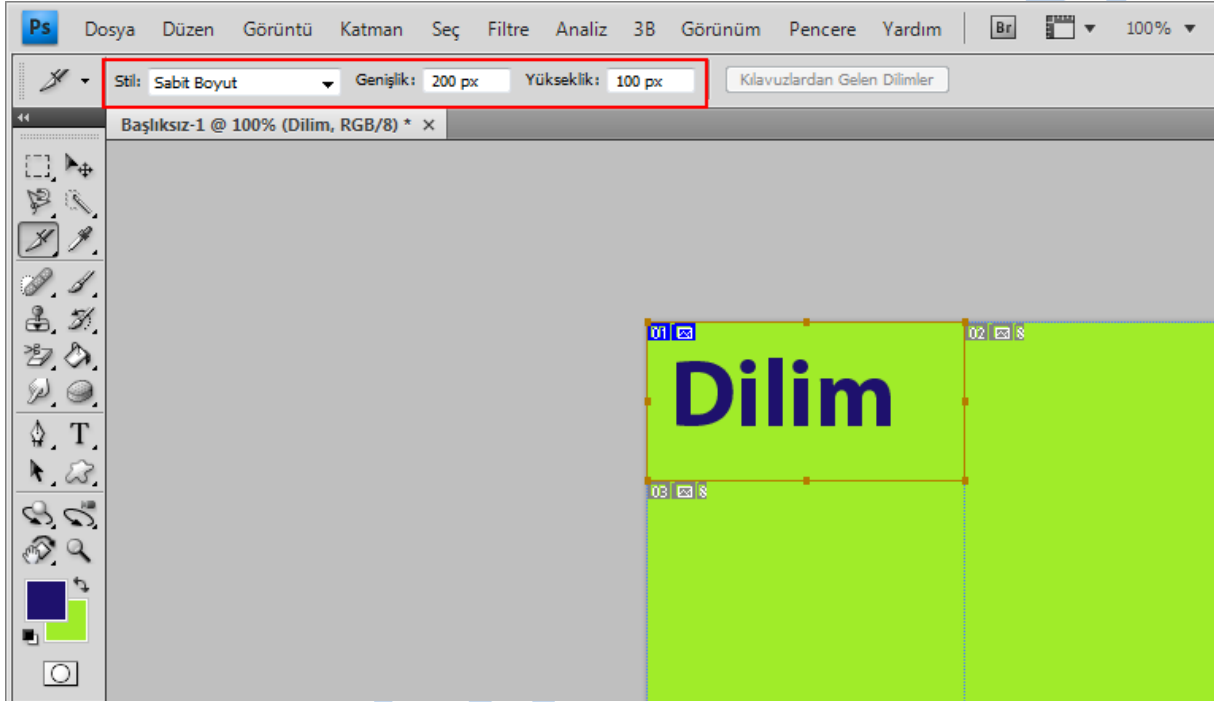 Ps Dosya Düzen Görüntü Katman Seç Filtre Analiz 3B Görünüm Pencere Yardım Br 100%
Stil: Sabit Boyut Genişlik: 200 px Yükseklik: 100 px Kılavuzlardan Gelen Dilimler
Başlıksız-1 @ 100% (Dilim, RGB/8) * ×
01 02
Dilim
03
T